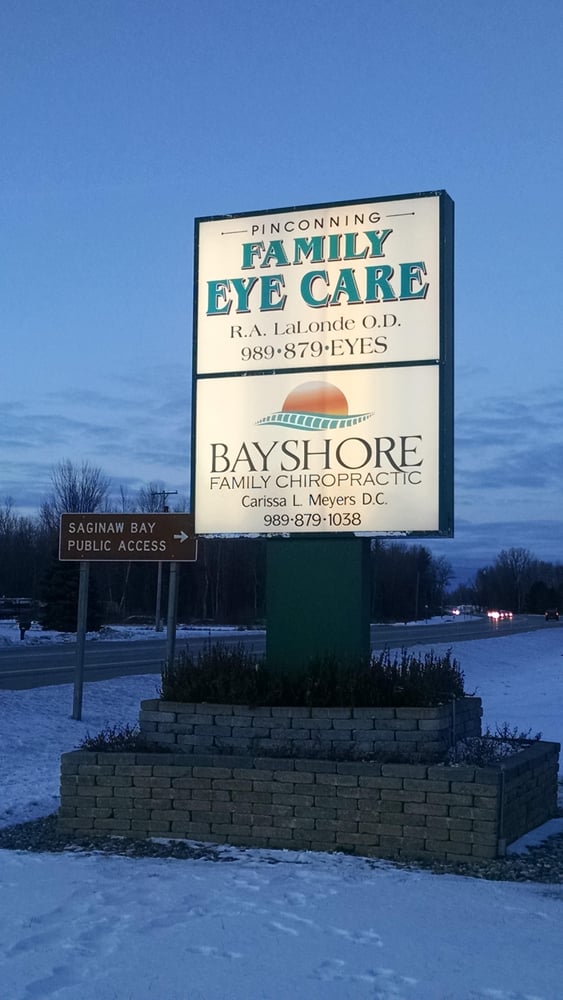 PINCONNING
FAMILY
EYE CARE
R.A. LaLonde O.D.
989•879•EYES
BAYSHORE
FAMILY CHIROPRACTIC
Carissa L. Meyers D.C.
989•879•1038
SAGINAW BAY
PUBLIC ACCESS →